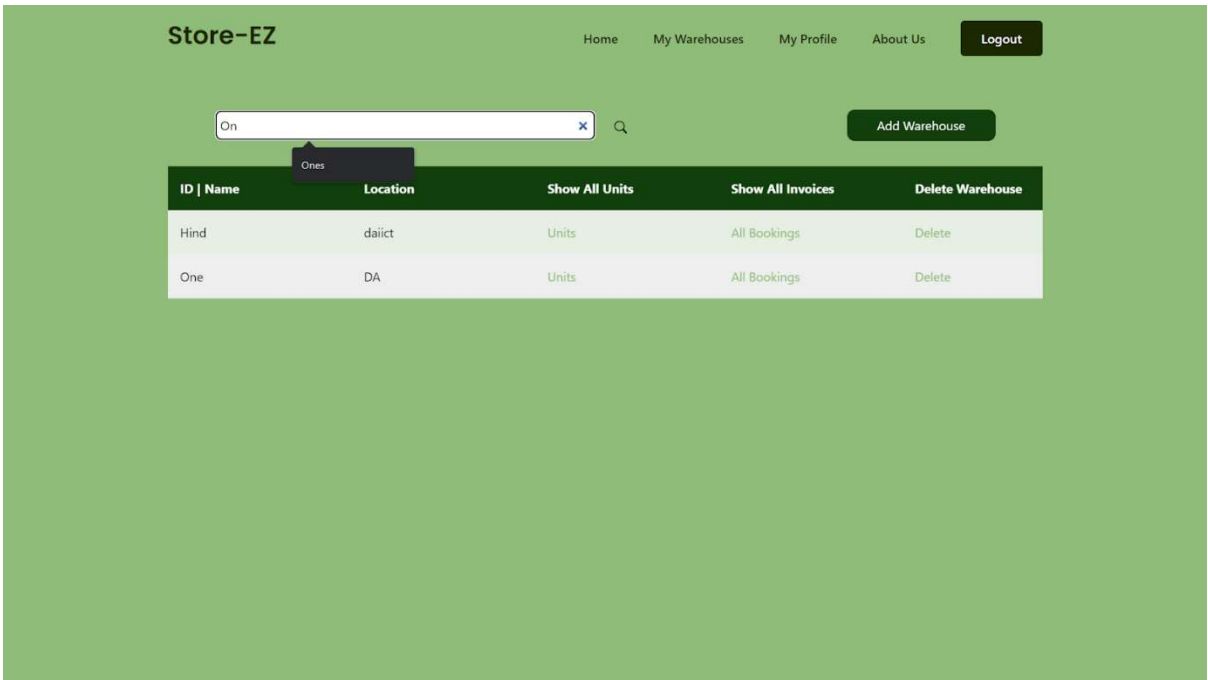 Store-EZ
Home My Warehouses My Profile About Us Logout
On Add Warehouse
Ones
ID | Name Location Show All Units Show All Invoices Delete Warehouse
Hind daiict Units All Bookings Delete
One DA Units All Bookings Delete